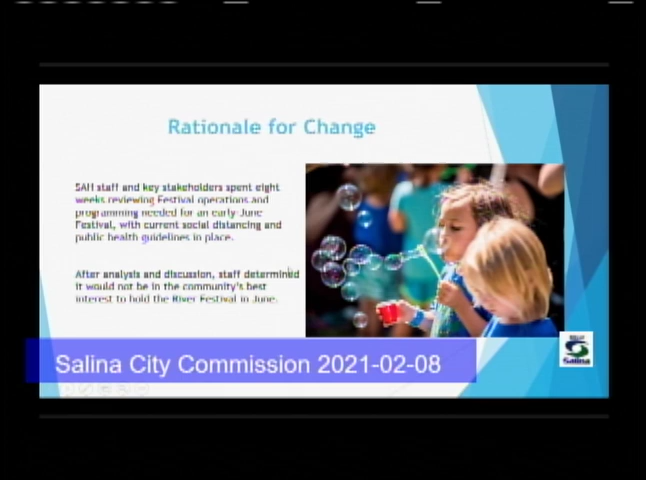 Rationale for Change
SAH staff and key stakeholders spent eight
weeks reviewing Festival operations and
programming needed for an early-June
Festival, with current social distancing and
public health guidelines in place.
After analysis and discussion, staff determined
it would not be in the community's best
interest to hold the River Festival in June.
Salina City Commission 2021-02-08
Salina